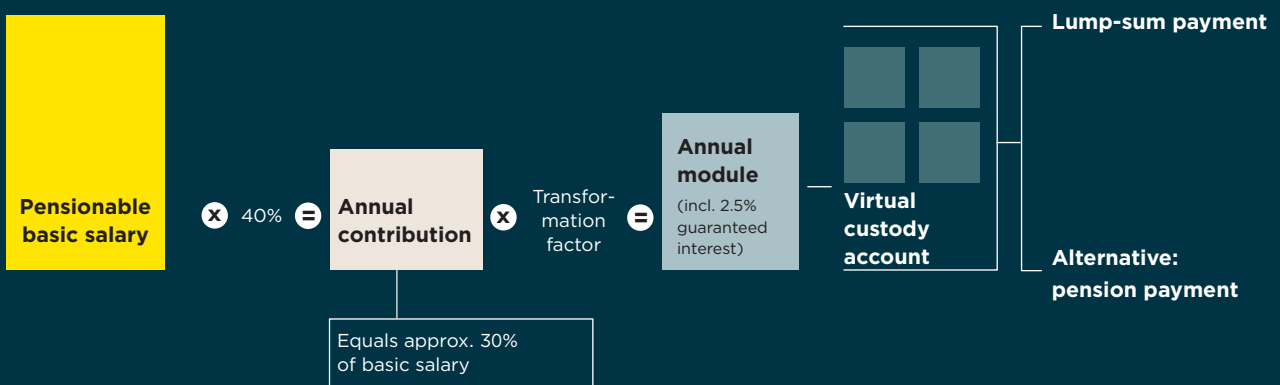 Pensionable
basic salary
x
40%
=
Annual
contribution
x
Transfor-
mation
factor
=
Annual
module
(incl. 2.5%
guaranteed
interest)
Virtual
custody
account
Lump-sum payment
Alternative:
pension payment
Equals approx. 30%
of basic salary